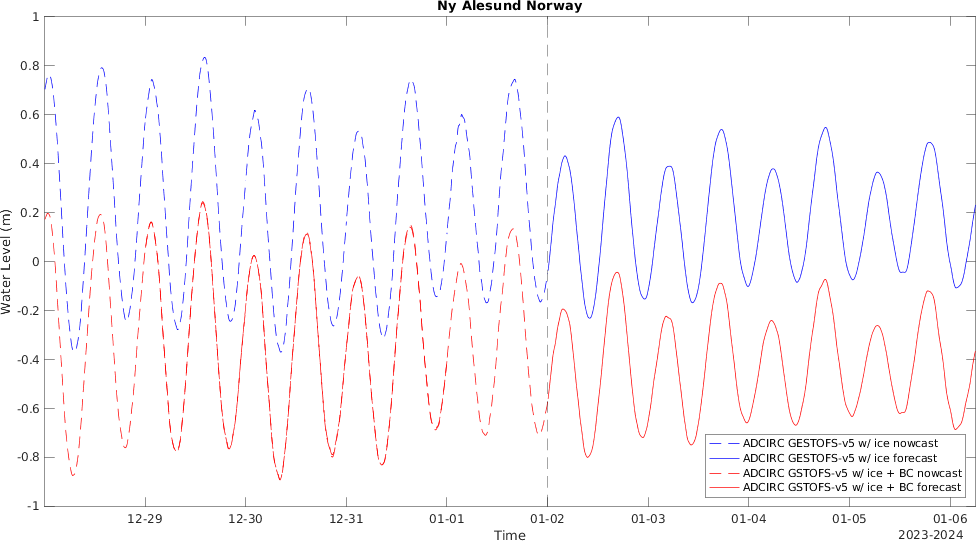 Ny Alesund Norway
1
0.8
0.6
0.4
0.2
0
-0.2
-0.4
-0.6
-0.8
-1
Water Level (m)
ADCIRC GESTOFS-v5 w/ ice nowcast
ADCIRC GESTOFS-v5 w/ ice forecast
ADCIRC GSTOFS-v5 w/ ice + BC nowcast
ADCIRC GSTOFS-v5 w/ ice + BC forecast
12-29 12-30 12-31 01-01 01-02 01-03 01-04 01-05 01-06
Time
2023-2024